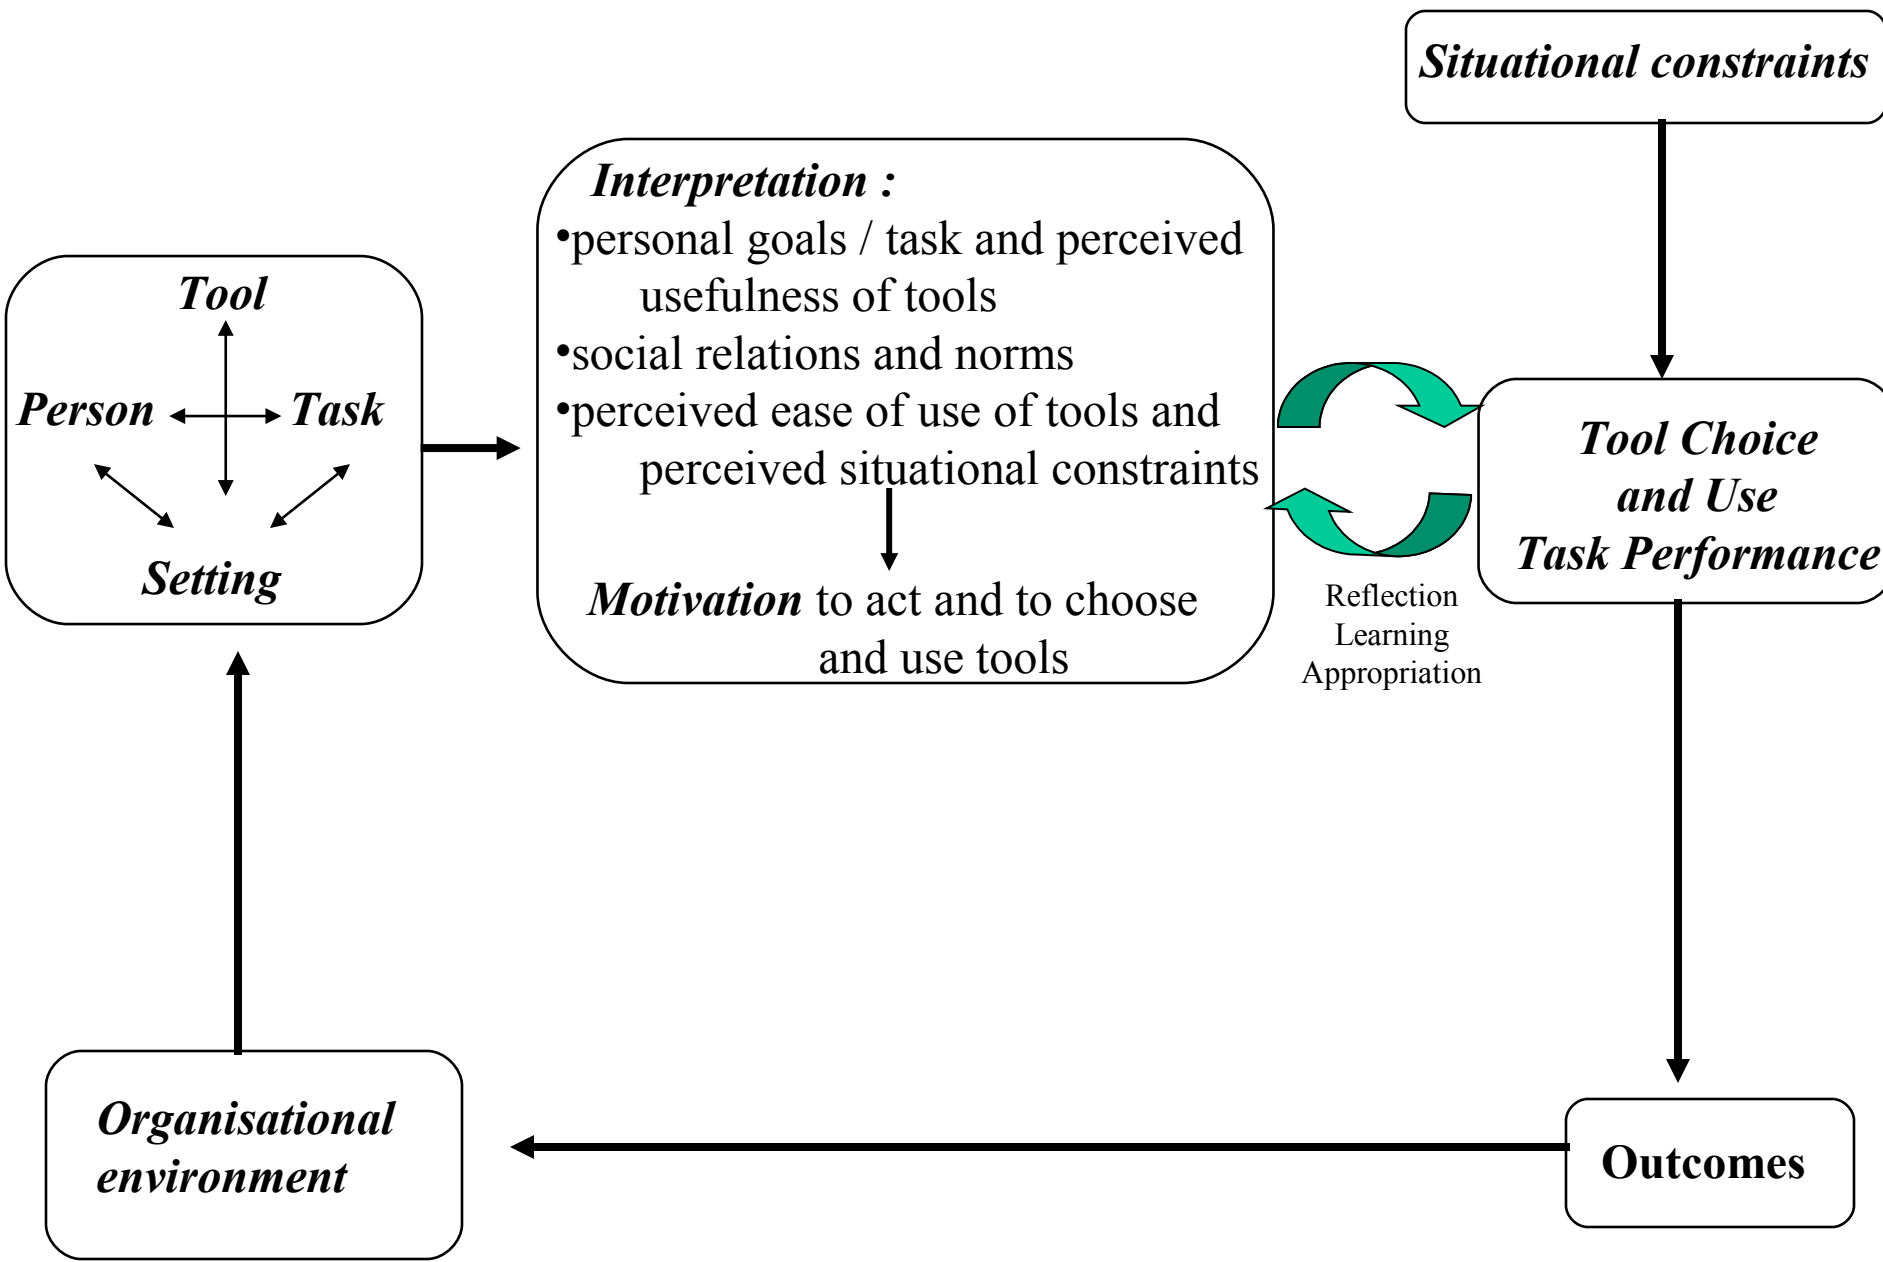 Situational constraints
Tool
Person
Task
Setting
Interpretation :
•personal goals / task and perceived
usefulness of tools
•social relations and norms
•perceived ease of use of tools and
perceived situational constraints
Motivation to act and to choose
and use tools
Reflection
Learning
Appropriation
Tool Choice
and Use
Task Performance
Organisational
environment
Outcomes